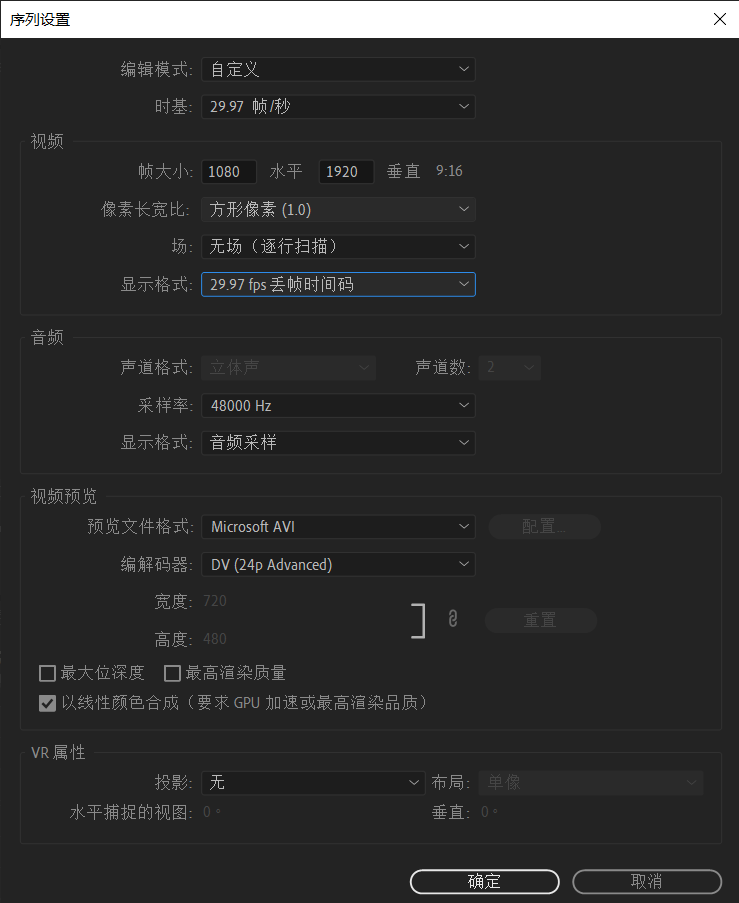 序列设置
编辑模式: 自定义
时基: 29.97 帧/秒
视频
帧大小: 1080 水平 1920 垂直 9:16
像素长宽比: 方形像素 (1.0)
场: 无场（逐行扫描）
显示格式: 29.97 fps 丢帧时间码
音频
声道格式: 立体声 声道数: 2
采样率: 48000 Hz
显示格式: 音频采样
视频预览
预览文件格式: Microsoft AVI 配置...
编解码器: DV (24p Advanced)
宽度: 720
高度: 480 重置
最大位深度 最高渲染质量
以线性颜色合成（要求 GPU 加速或最高渲染品质）
VR 属性
投影: 无 布局: 单像
水平捕捉的视图: 0° 垂直: 0°
确定 取消